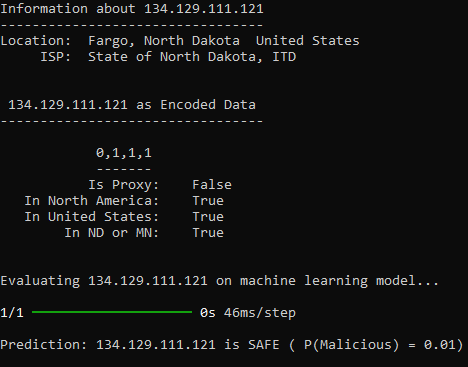 Information about 134.129.111.121
---------------------------------
Location:  Fargo, North Dakota  United States
     ISP:  State of North Dakota, ITD
 134.129.111.121 as Encoded Data
---------------------------------
            0,1,1,1
            -------
           Is Proxy:    False
   In North America:    True
   In United States:    True
        In ND or MN:    True
Evaluating 134.129.111.121 on machine learning model...
1/1 ━━━━━━━━━━━━━━━━━━━━ 0s 46ms/step
Prediction: 134.129.111.121 is SAFE ( P(Malicious) = 0.01)